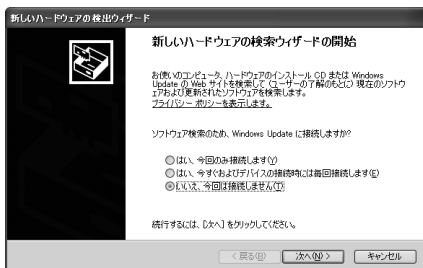 新しいハードウェアの検出ウィザード
新しいハードウェアの検索ウィザードの開始
お使いのコンピュータ、ハードウェアのインストール CD または Windows
Update の Web サイトを検索して (ユーザーの了解のもとに) 現在のソフトウ
ェアおよび更新されたソフトウェアを検索します。
プライバシー ポリシーを表示します。
ソフトウェア検索のため、Windows Update に接続しますか?
はい、今回のみ接続します(Y)
はい、今すぐおよびデバイスの接続時には毎回接続します(E)
いいえ、今回は接続しません(T)
続行するには、[次へ] をクリックしてください。
< 戻る(B)
次へ(N) >
キャンセル